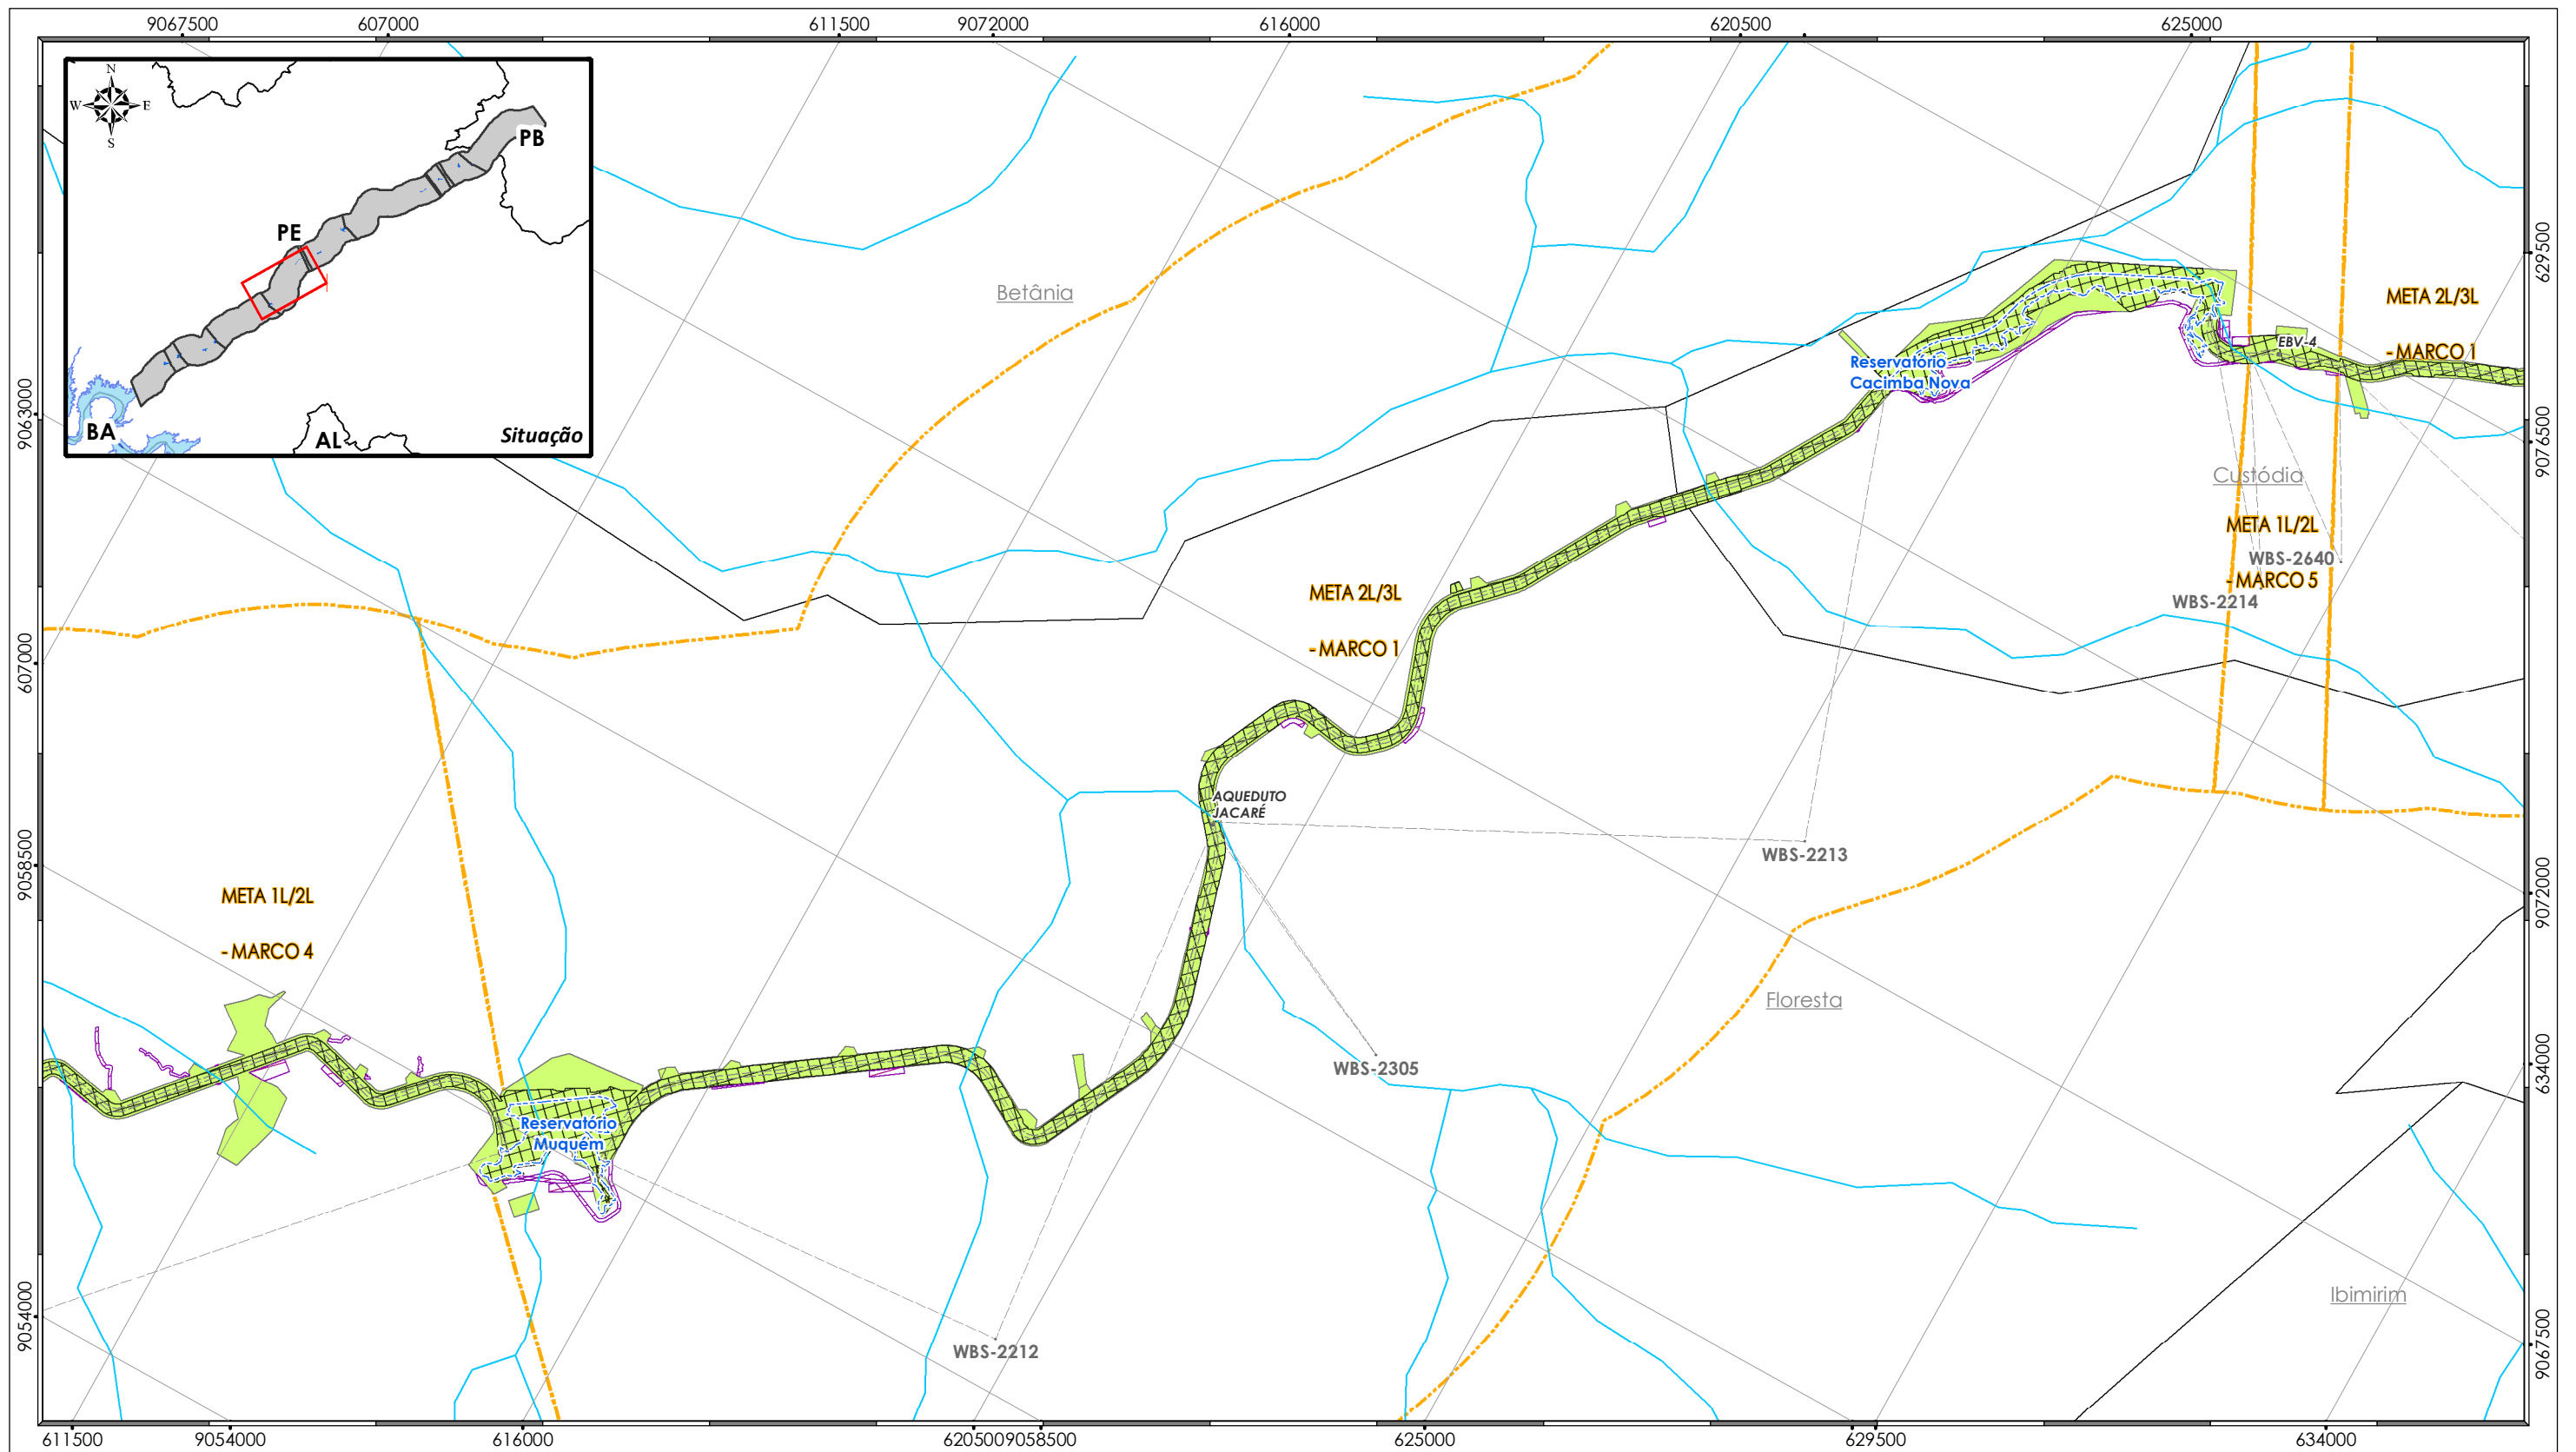 9067500 607000 611500 9072000 616000 620500 625000
N
W E
S
PB
PE
BA
AL
Situação
Betânia
629500
META 2L/3L
- MARCO 1
EBV-4
Reservatório
Cacimba Nova
9063000
9076500
Custódia
META 1L/2L
WBS-2640
- MARCO 5
WBS-2214
META 2L/3L
- MARCO 1
607000
AQUEDUTO
JACARÉ
WBS-2213
9058500
9072000
META 1L/2L
- MARCO 4
Floresta
WBS-2305
634000
Reservatório
Muquém
Ibimirim
9054000
9067500
WBS-2212
611500 9054000 616000 620500 9058500 625000 629500 634000